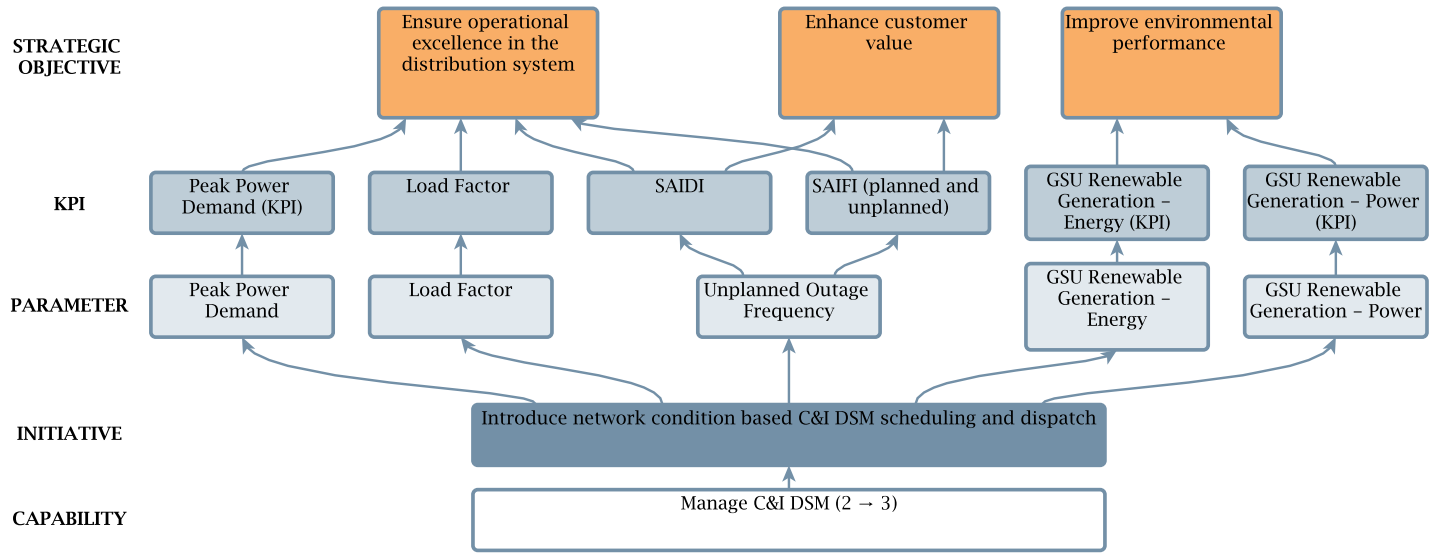 STRATEGIC
OBJECTIVE
Ensure operational
excellence in the
distribution system
Enhance customer
value
Improve environmental
performance
KPI
Peak Power
Demand (KPI)
Load Factor
SAIDI
SAIFI (planned and
unplanned)
GSU Renewable
Generation –
Energy (KPI)
GSU Renewable
Generation – Power
(KPI)
PARAMETER
Peak Power
Demand
Load Factor
Unplanned Outage
Frequency
GSU Renewable
Generation –
Energy
GSU Renewable
Generation – Power
INITIATIVE
Introduce network condition based C&I DSM scheduling and dispatch
CAPABILITY
Manage C&I DSM (2 → 3)